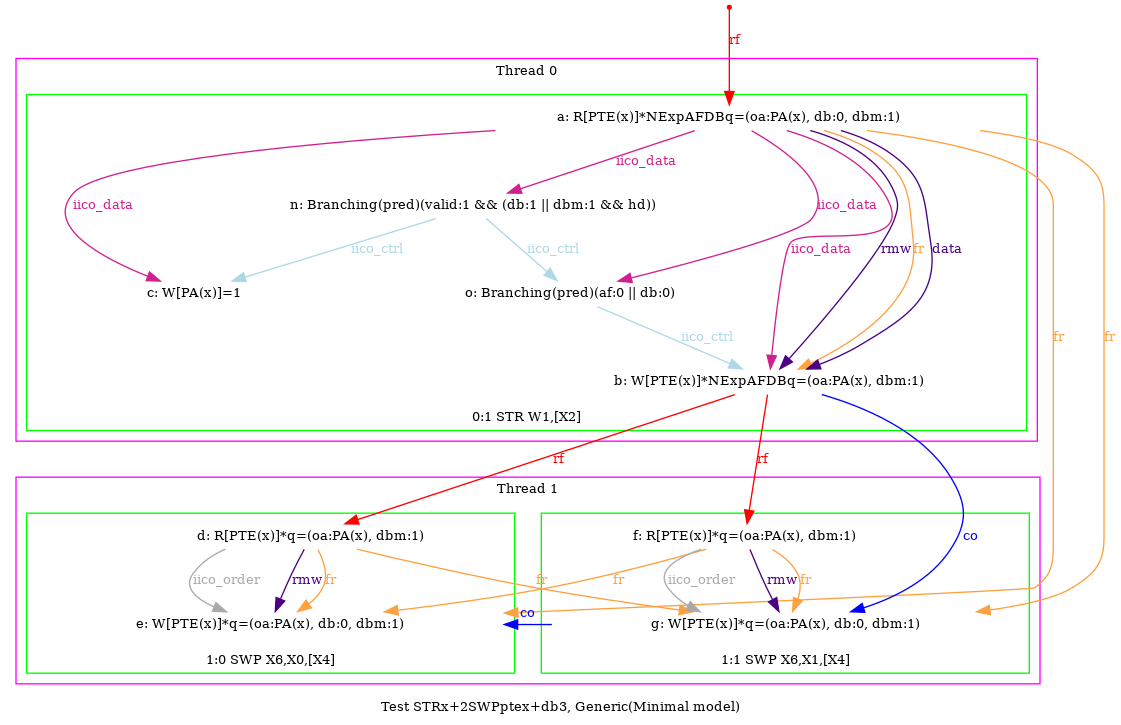 rf
Thread 0
a: R[PTE(x)]*NExpAFDBq=(oa:PA(x), db:0, dbm:1)
iico_data
iico_data
n: Branching(pred)(valid:1 && (db:1 || dbm:1 && hd))
iico_data
iico_ctrl
iico_ctrl
iico_data
rmw
fr
data
c: W[PA(x)]=1
o: Branching(pred)(af:0 || db:0)
iico_ctrl
fr
fr
b: W[PTE(x)]*NExpAFDBq=(oa:PA(x), dbm:1)
0:1 STR W1,[X2]
rf
rf
Thread 1
d: R[PTE(x)]*q=(oa:PA(x), dbm:1)
f: R[PTE(x)]*q=(oa:PA(x), dbm:1)
co
iico_order
rmw
fr
fr
fr
iico_order
rmw
fr
co
e: W[PTE(x)]*q=(oa:PA(x), db:0, dbm:1)
g: W[PTE(x)]*q=(oa:PA(x), db:0, dbm:1)
1:0 SWP X6,X0,[X4]
1:1 SWP X6,X1,[X4]
Test STRx+2SWPptex+db3, Generic(Minimal model)